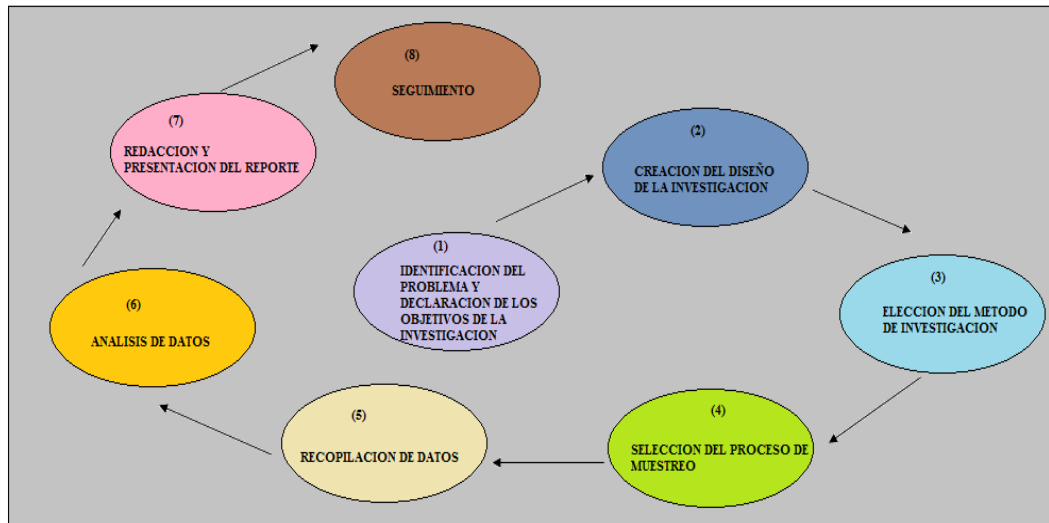 (1)
IDENTIFICACION DEL
PROBLEMA Y
DECLARACION DE LOS
OBJETIVOS DE LA
INVESTIGACION
(2)
CREACION DEL DISEÑO
DE LA INVESTIGACION
(3)
ELECCION DEL METODO
DE INVESTIGACION
(4)
SELECCION DEL PROCESO DE
MUESTREO
(5)
RECOPILACION DE DATOS
(6)
ANALISIS DE DATOS
(7)
REDACCION Y
PRESENTACION DEL REPORTE
(8)
SEGUIMIENTO